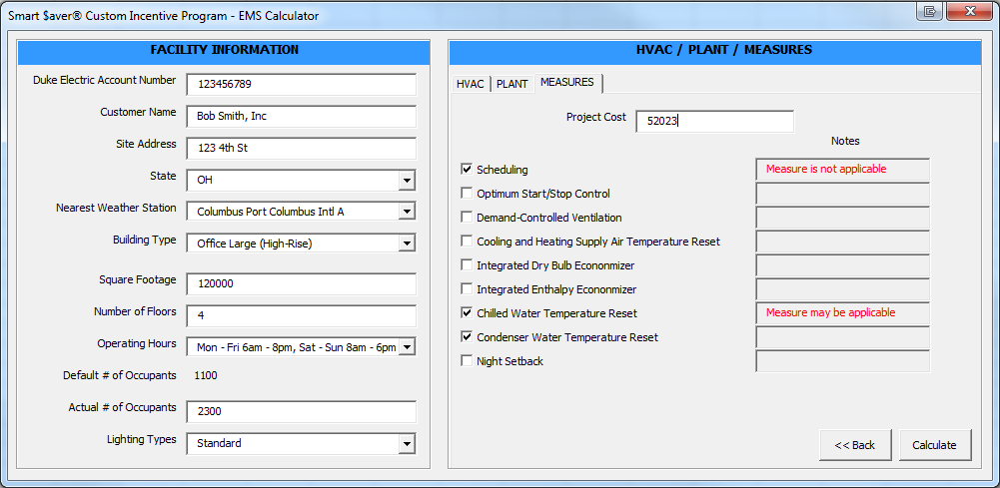 Smart $aver® Custom Incentive Program - EMS Calculator
FACILITY INFORMATION
Duke Electric Account Number 123456789
Customer Name Bob Smith, Inc
Site Address 123 4th St
State OH
Nearest Weather Station Columbus Port Columbus Intl A
Building Type Office Large (High-Rise)
Square Footage 120000
Number of Floors 4
Operating Hours Mon - Fri 6am - 8pm, Sat - Sun 8am - 6pm
Default # of Occupants 1100
Actual # of Occupants 2300
Lighting Types Standard
HVAC / PLANT / MEASURES
HVAC PLANT MEASURES
Project Cost 52023
Notes
Scheduling Measure is not applicable
Optimum Start/Stop Control
Demand-Controlled Ventilation
Cooling and Heating Supply Air Temperature Reset
Integrated Dry Bulb Econonmizer
Integrated Enthalpy Econonmizer
Chilled Water Temperature Reset Measure may be applicable
Condenser Water Temperature Reset
Night Setback
<< Back Calculate